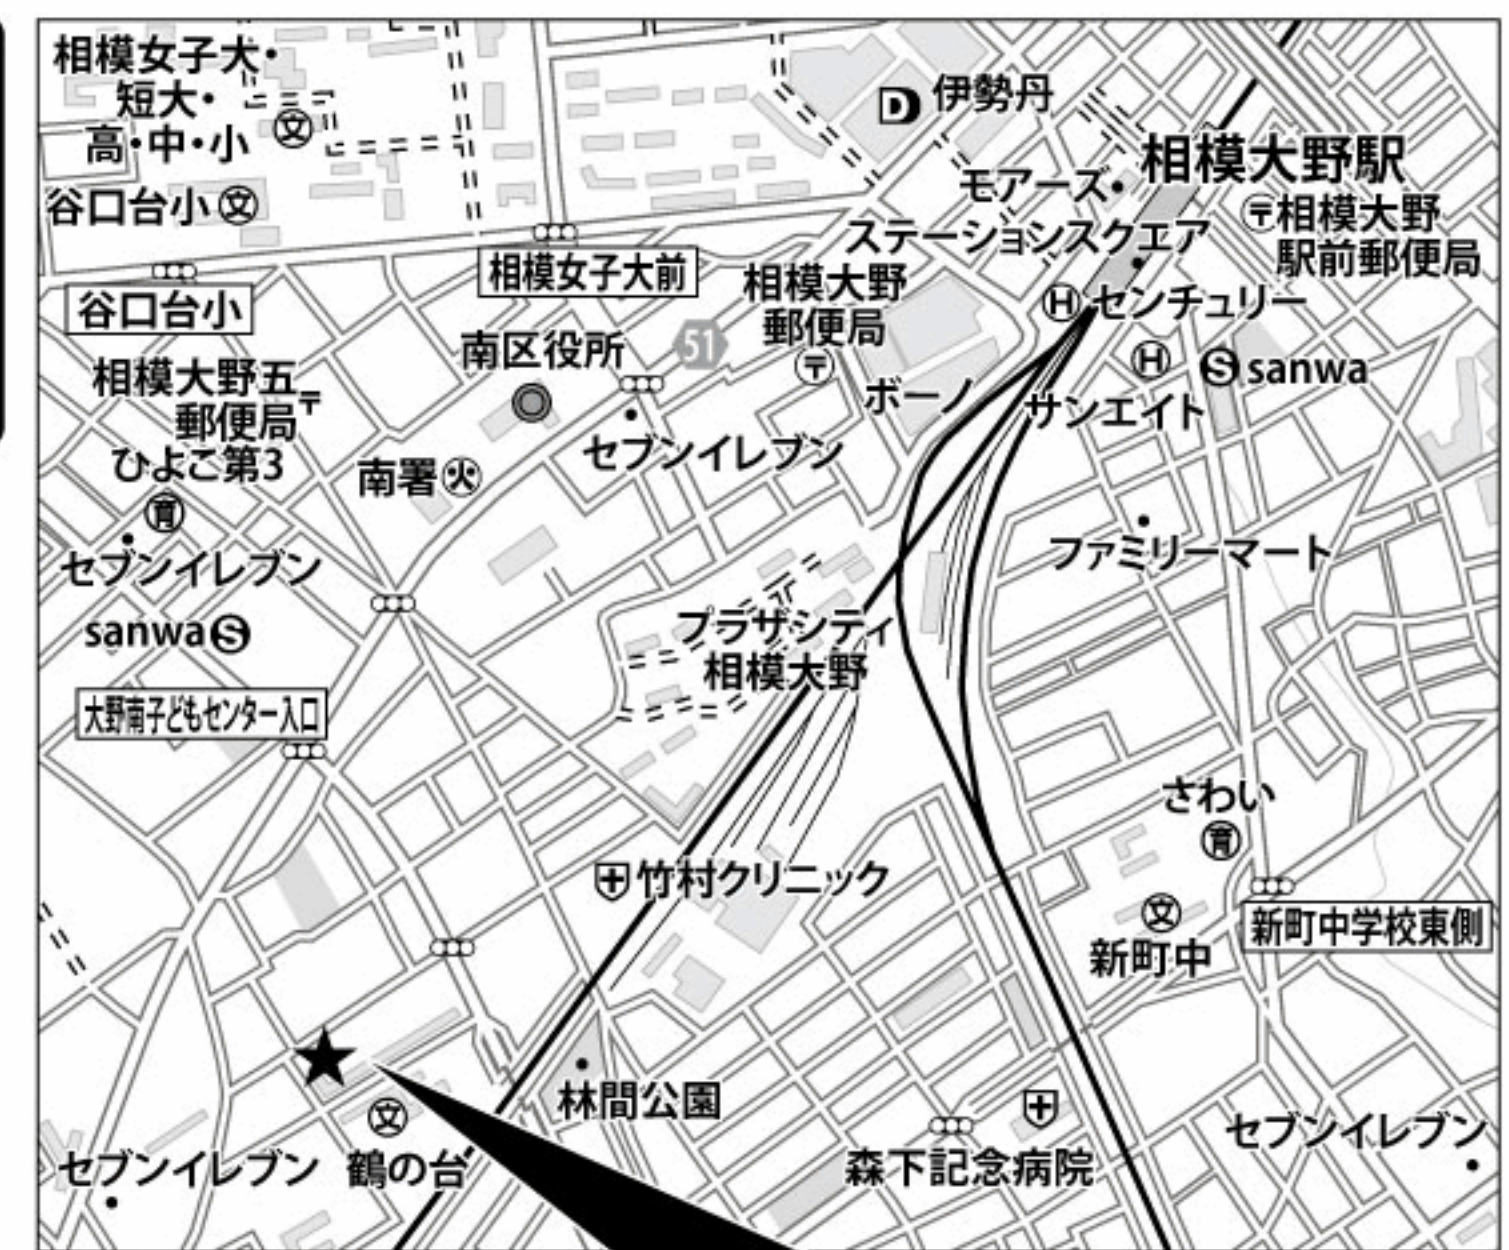 相模女子大・
短大・
高・中・小
文
谷口台小
文
谷口台小
D
伊勢丹
相模大野駅
モアーズ
ステーションスクエア
〒相模大野
駅前郵便局
相模女子大前
相模大野
郵便局
〒
H センチュリー
H
サンエイト
S sanwa
51
南区役所
ボーノ
相模大野五
郵便局
〒
ひよこ第3
育
セブンイレブン
南署
火
セブンイレブン
ファミリーマート
sanwa S
プラザシティ
相模大野
大野南子どもセンター入口
さわい
育
竹村クリニック
文
新町中
新町中学校東側
林間公園
文
鶴の台
セブンイレブン
森下記念病院
セブンイレブン